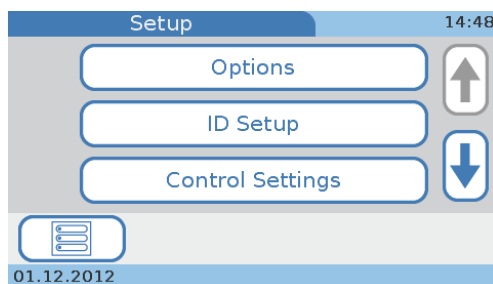 Setup
14:48
Options
ID Setup
Control Settings
01.12.2012